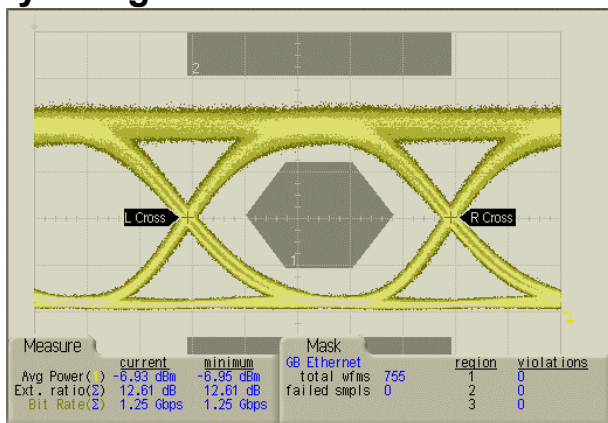 2
L Cross
R Cross
1
Measure
current minimum
Avg Power(1) -6.93 dBm -6.95 dBm
Ext. ratio(Σ) 12.61 dB 12.61 dB
Bit Rate(Σ) 1.25 Gbps 1.25 Gbps
Mask
GB Ethernet region violations
total wfms 755 1 0
failed smpls 0 2 0
3 0